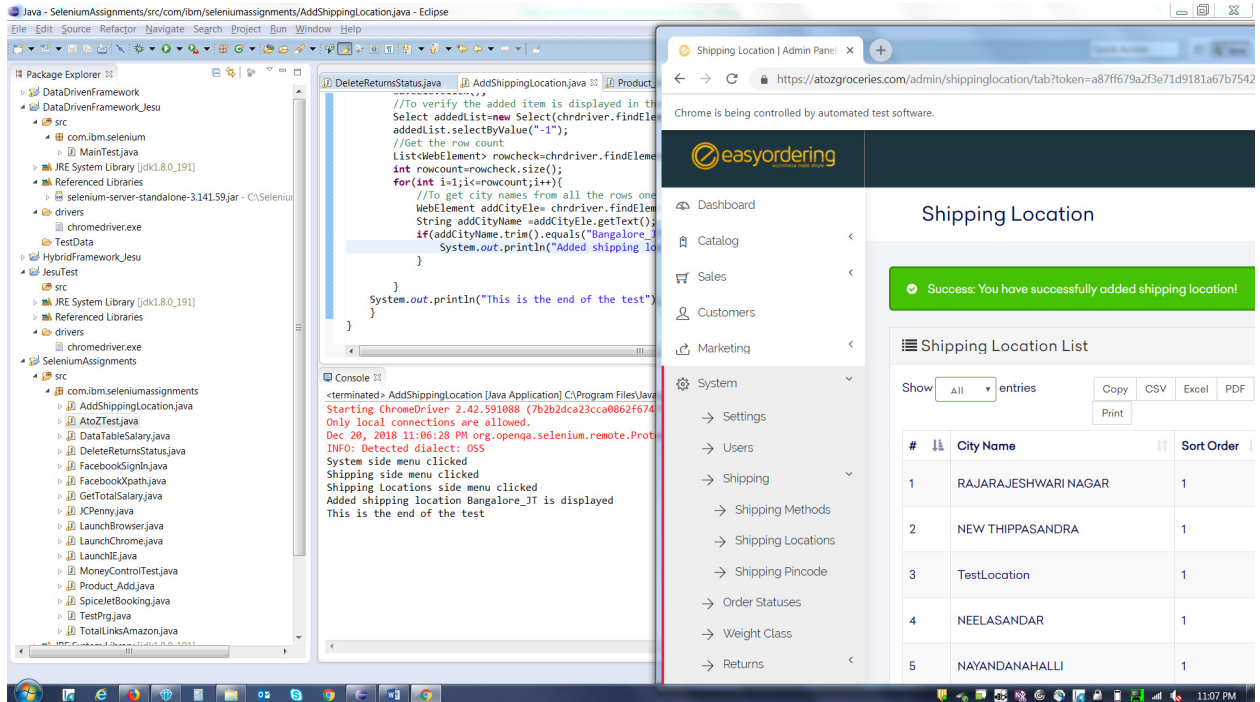 Java - SeleniumAssignments/src/com/ibm/seleniumassignments/AddShippingLocation.java - Eclipse
File Edit Source Refactor Navigate Search Project Run Window Help
Package Explorer
DataDrivenFramework
DataDrivenFramework_Jesu
src
com.ibm.selenium
MainTest.java
JRE System Library [jdk1.8.0_191]
Referenced Libraries
selenium-server-standalone-3.141.59.jar - C:\Seleniur
drivers
chromedriver.exe
TestData
HybridFramework_Jesu
JesuTest
src
JRE System Library [jdk1.8.0_191]
Referenced Libraries
drivers
chromedriver.exe
SeleniumAssignments
src
com.ibm.seleniumassignments
AddShippingLocation.java
AtoZTest.java
DataTableSalary.java
DeleteReturnsStatus.java
FacebookSignIn.java
FacebookXpath.java
GetTotalSalary.java
JCPenny.java
LaunchBrowser.java
LaunchChrome.java
LaunchIE.java
MoneyControlTest.java
Product_Add.java
SpiceJetBooking.java
TestPrg.java
TotalLinksAmazon.java
JRE System Library [jdk1.8.0_191]
DeleteReturnsStatus.java AddShippingLocation.java Product_
//To verify the added item is displayed in th
Select addedList=new Select(chrdriver.findEle
addedList.selectByValue("-1");
//Get the row count
List<WebElement> rowcheck=chrdriver.findEleme
int rowcount=rowcheck.size();
for(int i=1;i<=rowcount;i++){
//To get city names from all the rows one
WebElement addCityEle= chrdriver.findElem
String addCityName =addCityEle.getText();
if(addCityName.trim().equals("Bangalore_J
System.out.println("Added shipping lo
}
}
System.out.println("This is the end of the test")
}
}
Console
<terminated> AddShippingLocation [Java Application] C:\Program Files\Java
Starting ChromeDriver 2.42.591088 (7b2b2dca23cca0862f674
Only local connections are allowed.
Dec 20, 2018 11:06:28 PM org.openqa.selenium.remote.Prot
INFO: Detected dialect: OSS
System side menu clicked
Shipping side menu clicked
Shipping Locations side menu clicked
Added shipping location Bangalore_JT is displayed
This is the end of the test
Shipping Location | Admin Panel
https://atozgroceries.com/admin/shippinglocation/tab?token=a87ff679a2f3e71d9181a67b7542
Chrome is being controlled by automated test software.
easyordering
Dashboard
Catalog
Sales
Customers
Marketing
System
Settings
Users
Shipping
Shipping Methods
Shipping Locations
Shipping Pincode
Order Statuses
Weight Class
Returns
Shipping Location
Success: You have successfully added shipping location!
Shipping Location List
Show All entries
Copy CSV Excel PDF
Print
# City Name Sort Order
1 RAJARAJESHWARI NAGAR 1
2 NEW THIPPASANDRA 1
3 TestLocation 1
4 NEELASANDAR 1
5 NAYANDANAHALLI 1
11:07 PM